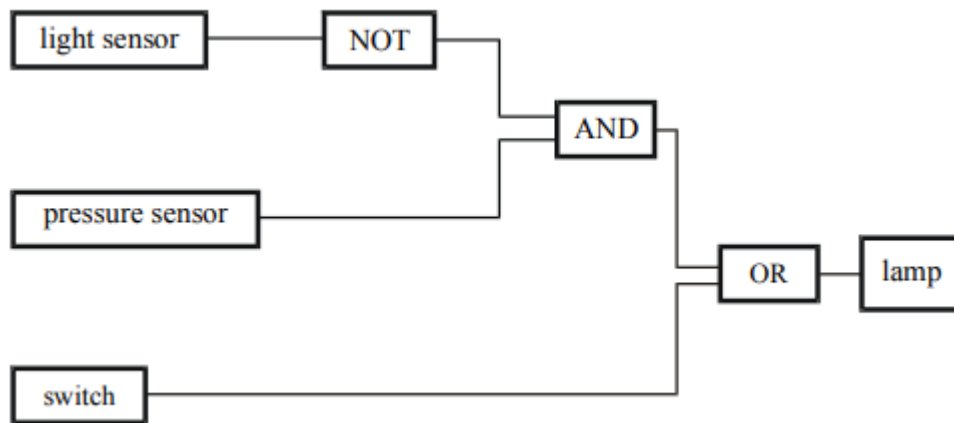 light sensor
NOT
AND
pressure sensor
OR
lamp
switch